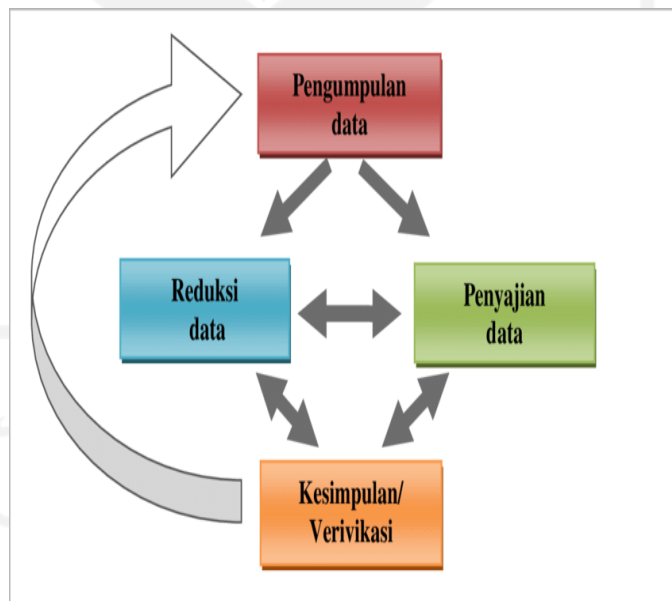 Pengumpulan
data
Reduksi
data
Penyajian
data
Kesimpulan/
Verivikasi